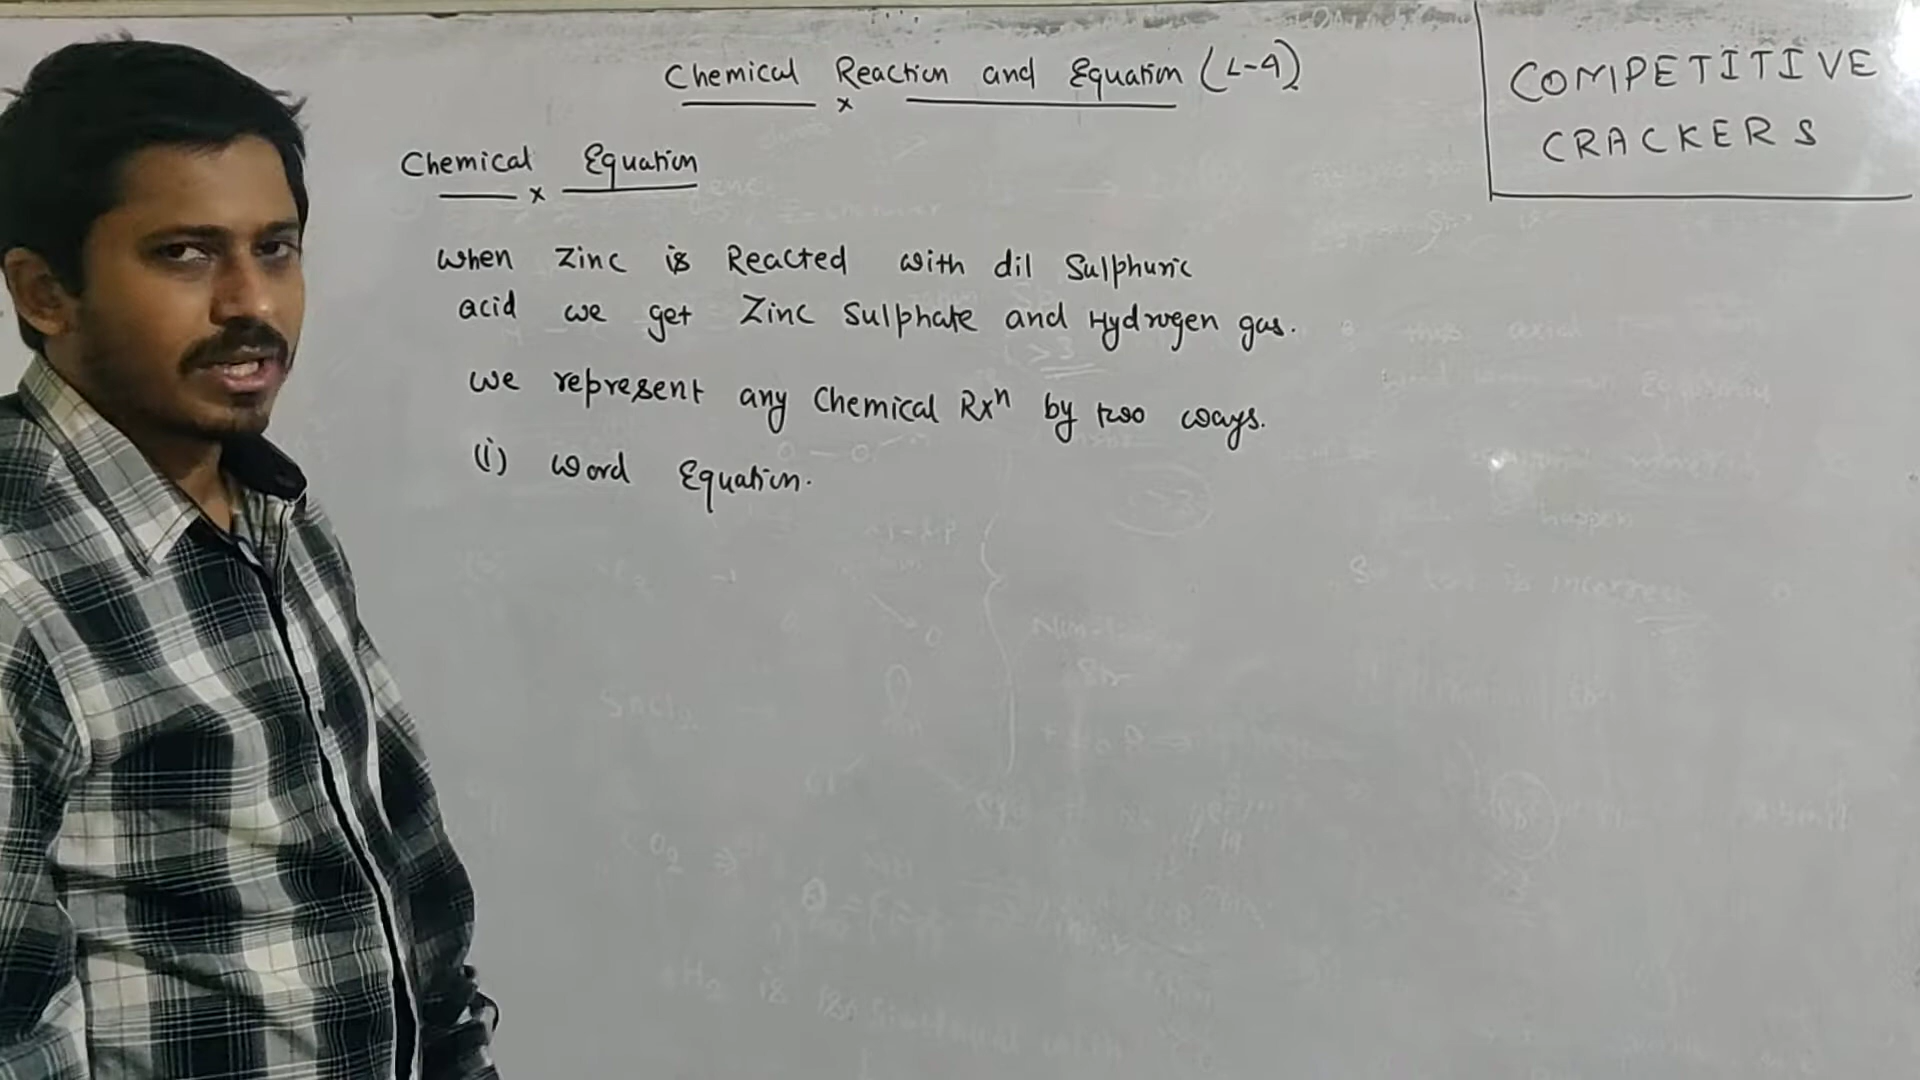 Chemical Reaction and Equation (L-4)
COMPETITIVE
CRACKERS
Chemical Equation
When Zinc is Reacted with dil Sulphuric
acid we get Zinc Sulphate and Hydrogen gas.
we represent any Chemical Rxⁿ by two ways.
(i) Word Equation.